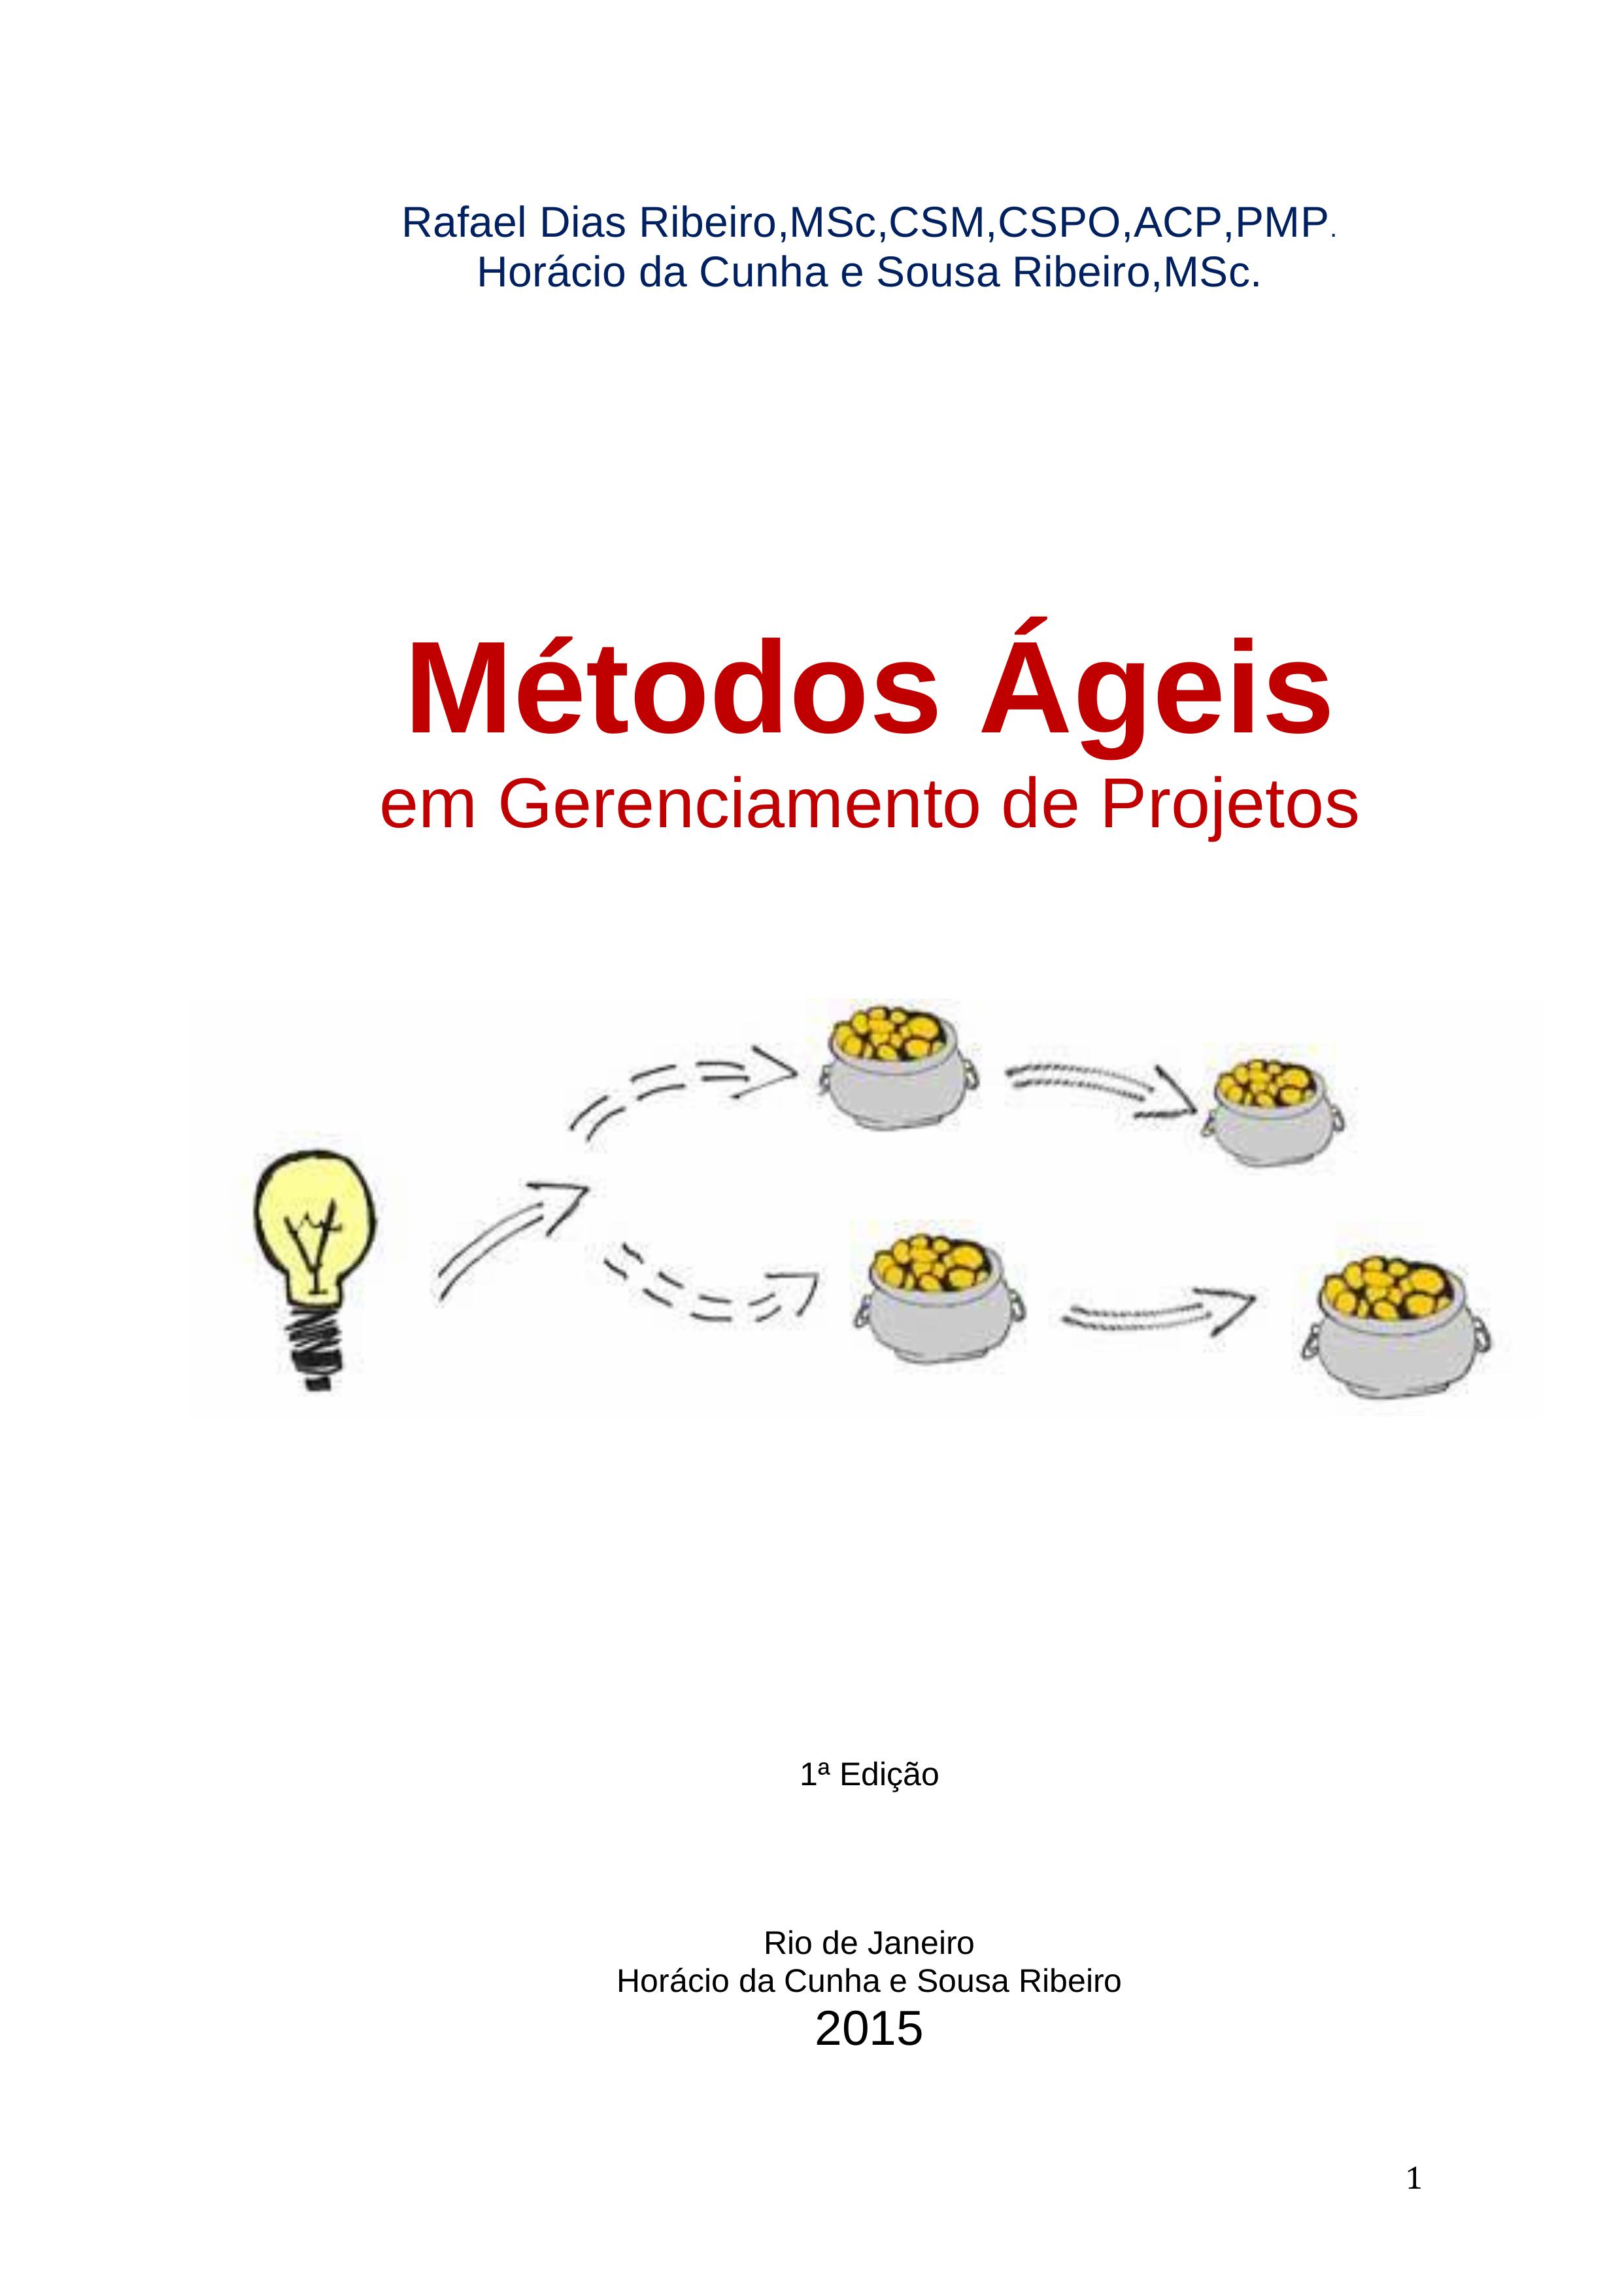 Rafael Dias Ribeiro,MSc,CSM,CSPO,ACP,PMP.
Horácio da Cunha e Sousa Ribeiro,MSc.
Métodos Ágeis
em Gerenciamento de Projetos
1ª Edição
Rio de Janeiro
Horácio da Cunha e Sousa Ribeiro
2015
1